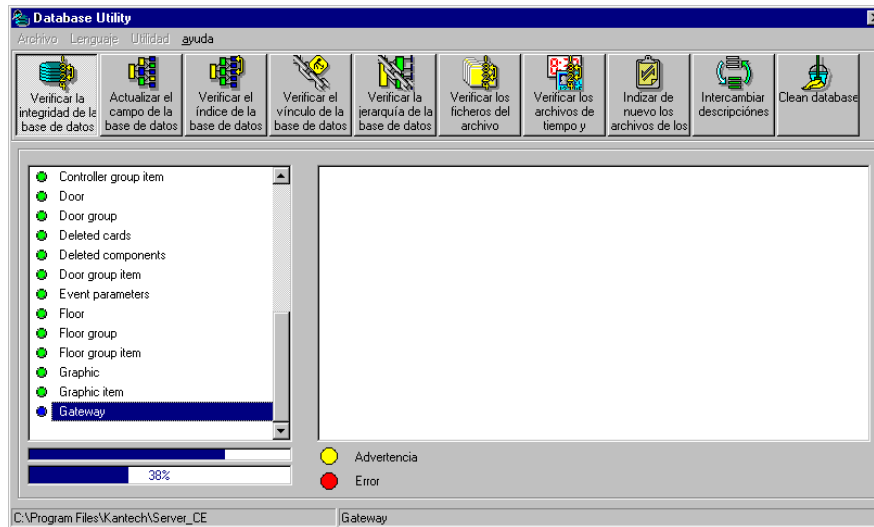 Database Utility
Archivo Lenguaje Utilidad ayuda
Verificar la
integridad de la
base de datos
Actualizar el
campo de la
base de datos
Verificar el
índice de la
base de datos
Verificar el
vínculo de la
base de datos
Verificar la
jerarquía de la
base de datos
Verificar los
ficheros del
archivo
Verificar los
archivos de
tiempo y
Indizar de
nuevo los
archivos de los
Intercambiar
descripciónes
Clean database
Controller group item
Door
Door group
Deleted cards
Deleted components
Door group item
Event parameters
Floor
Floor group
Floor group item
Graphic
Graphic item
Gateway
38%
Advertencia
Error
C:\Program Files\Kantech\Server_CE
Gateway